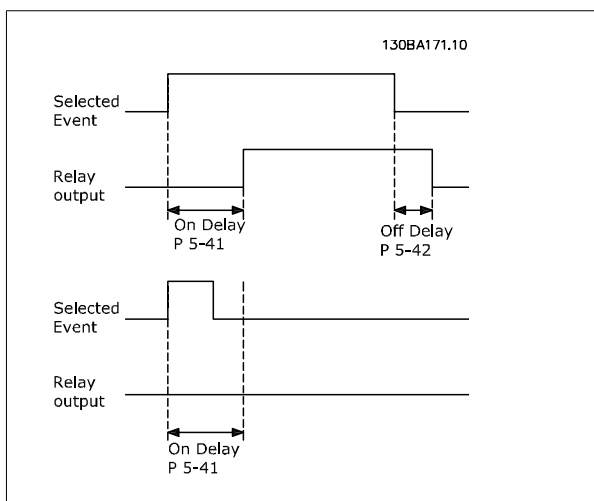 130BA171.10
Selected
Event
Relay
output
On Delay
P 5-41
Off Delay
P 5-42
Selected
Event
Relay
output
On Delay
P 5-41